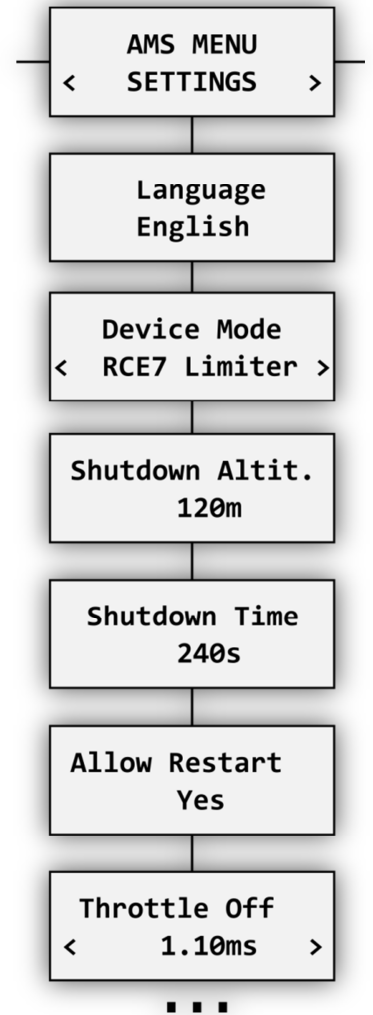 AMS MENU
< SETTINGS >
Language
English
Device Mode
< RCE7 Limiter >
Shutdown Altit.
120m
Shutdown Time
240s
Allow Restart
Yes
Throttle Off
< 1.10ms >
...